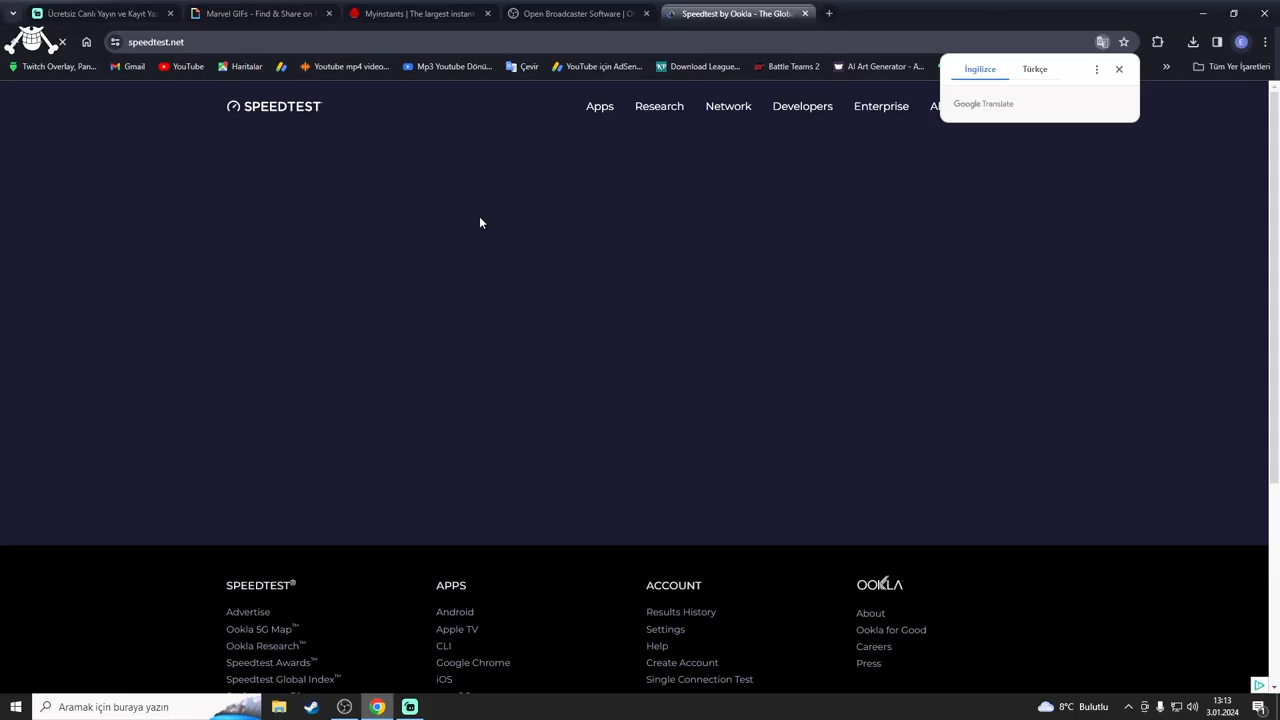 Ücretsiz Canlı Yayın ve Kayıt Yaz
Marvel GIFs - Find & Share on
Myinstants | The largest instant
Open Broadcaster Software | O
Speedtest by Ookla - The Glob
speedtest.net
Twitch Overlay, Pan...
Gmail
YouTube
Haritalar
Youtube mp4 video...
Mp3 Youtube Dönü...
Çevir
YouTube için AdSen...
Download League...
Battle Teams 2
AI Art Generator - A...
Tüm Yer İşaretleri
İngilizce
Türkçe
Google Translate
SPEEDTEST
Apps
Research
Network
Developers
Enterprise
SPEEDTEST®
Advertise
Ookla 5G Map™
Ookla Research™
Speedtest Awards™
Speedtest Global Index™
APPS
Android
Apple TV
CLI
Google Chrome
iOS
ACCOUNT
Results History
Settings
Help
Create Account
Single Connection Test
OOKLA
About
Ookla for Good
Careers
Press
Aramak için buraya yazın
8°C Bulutlu
13:13
3.01.2024